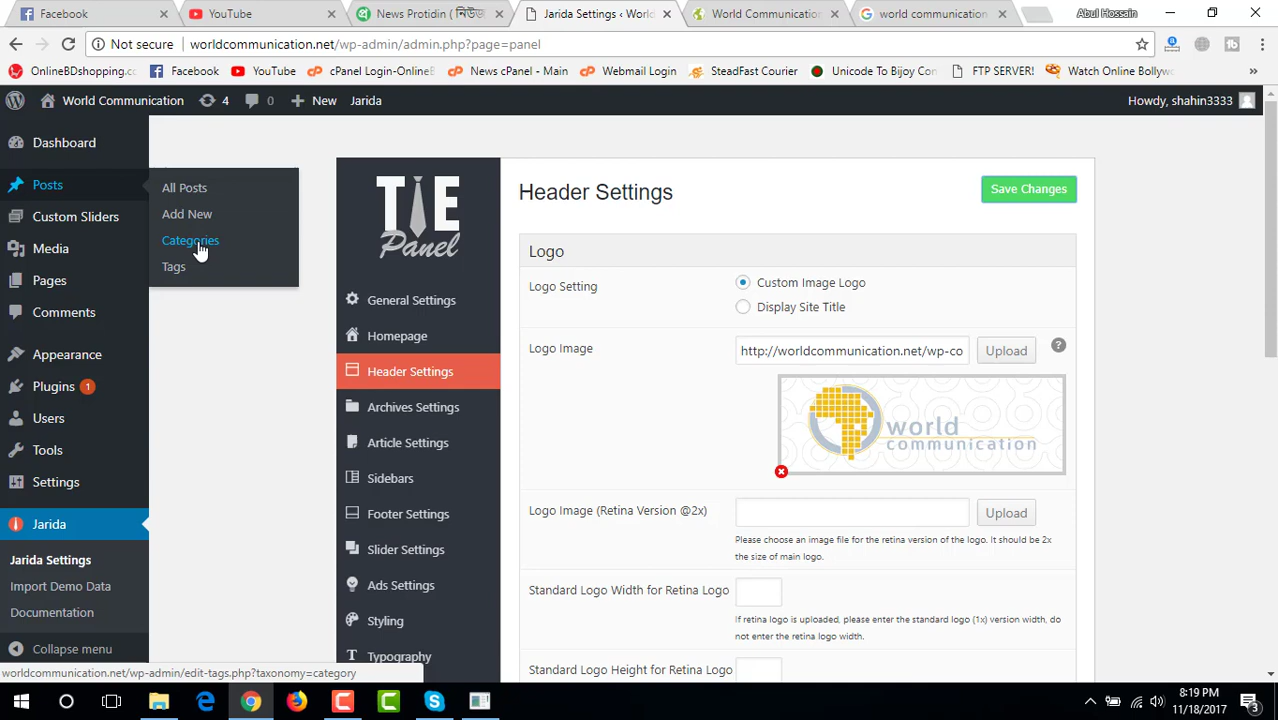 Facebook
YouTube
News Protidin ( নিউজ
Jarida Settings ‹ World
World Communication
world communication
Abul Hossain
Not secure
worldcommunication.net/wp-admin/admin.php?page=panel
OnlineBDshopping.co
Facebook
YouTube
cPanel Login-OnlineB
News cPanel - Main
Webmail Login
SteadFast Courier
Unicode To Bijoy Con
FTP SERVER!
Watch Online Bollyw
World Communication
4
0
New
Jarida
Howdy, shahin3333
Dashboard
Posts
Custom Sliders
Media
Pages
Comments
Appearance
Plugins 1
Users
Tools
Settings
Jarida
Jarida Settings
Import Demo Data
Documentation
Collapse menu
All Posts
Add New
Categories
Tags
TIE
Panel
General Settings
Homepage
Header Settings
Archives Settings
Article Settings
Sidebars
Footer Settings
Slider Settings
Ads Settings
Styling
Typography
Header Settings
Save Changes
Logo
Logo Setting
Custom Image Logo
Display Site Title
Logo Image
http://worldcommunication.net/wp-co
Upload
?
world
communication
Logo Image (Retina Version @2x)
Upload
Please choose an image file for the retina version of the logo. It should be 2x
the size of main logo.
Standard Logo Width for Retina Logo
If retina logo is uploaded, please enter the standard logo (1x) version width, do
not enter the retina logo width.
Standard Logo Height for Retina Logo
worldcommunication.net/wp-admin/edit-tags.php?taxonomy=category
8:19 PM
11/18/2017
3